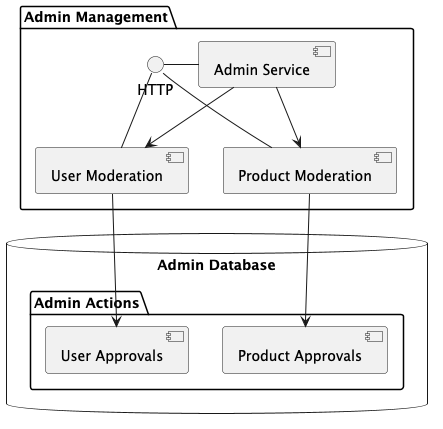 Admin Management
Admin Service
HTTP
User Moderation
Product Moderation
Admin Database
Admin Actions
User Approvals
Product Approvals